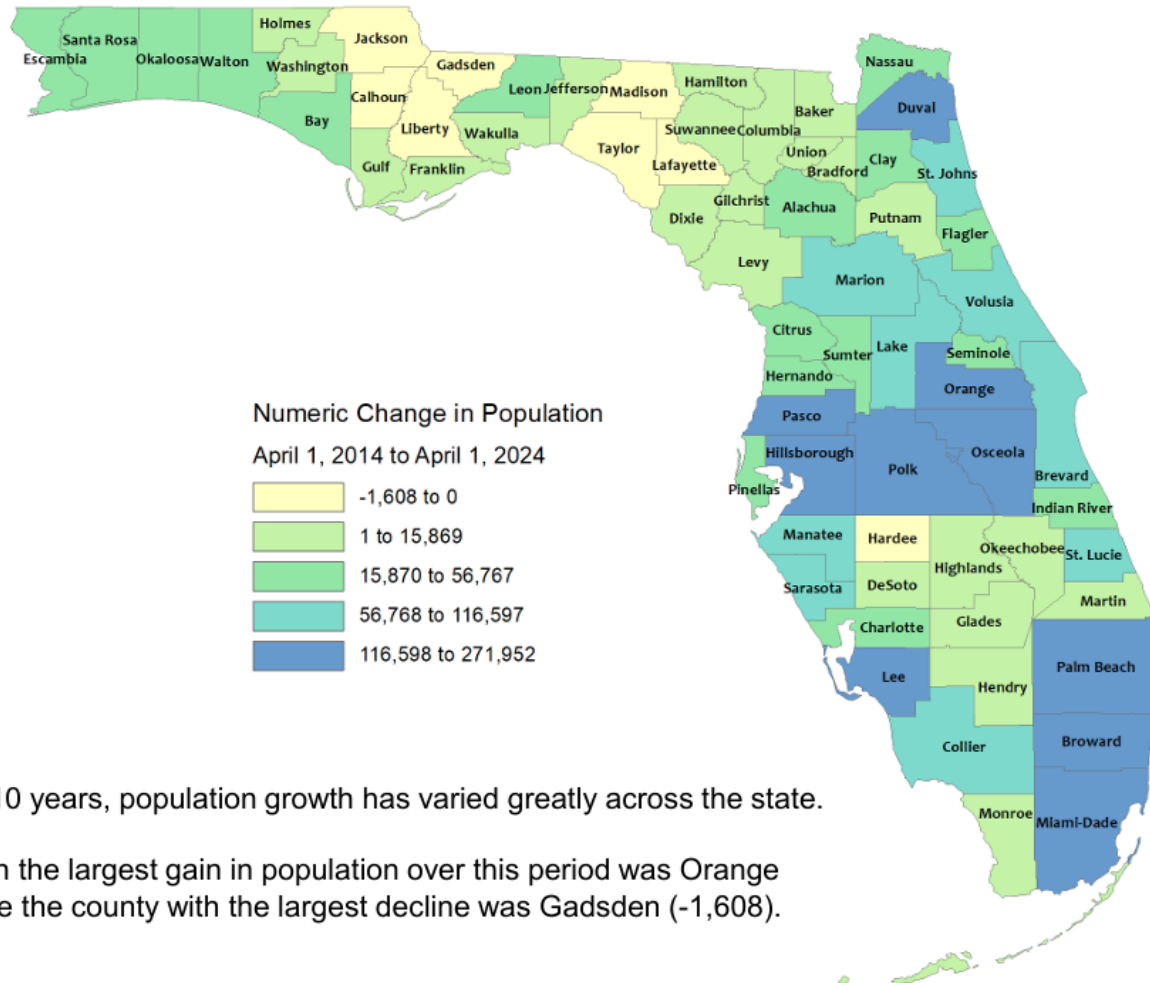 Holmes
Jackson
Santa Rosa
Escambia
Okaloosa
Walton
Washington
Gadsden
Calhoun
Leon
Jefferson
Madison
Hamilton
Nassau
Bay
Liberty
Wakulla
Taylor
Suwannee
Columbia
Baker
Duval
Gulf
Franklin
Lafayette
Union
Bradford
Clay
St. Johns
Dixie
Gilchrist
Alachua
Putnam
Flagler
Levy
Marion
Volusia
Citrus
Sumter
Lake
Seminole
Hernando
Orange
Pasco
Hillsborough
Polk
Osceola
Brevard
Pinellas
Indian River
Manatee
Hardee
Okeechobee
St. Lucie
Highlands
Sarasota
DeSoto
Martin
Charlotte
Glades
Lee
Hendry
Palm Beach
Collier
Broward
Monroe
Miami-Dade
Numeric Change in Population
April 1, 2014 to April 1, 2024
-1,608 to 0
1 to 15,869
15,870 to 56,767
56,768 to 116,597
116,598 to 271,952
10 years, population growth has varied greatly across the state.
the largest gain in population over this period was Orange
the county with the largest decline was Gadsden (-1,608).